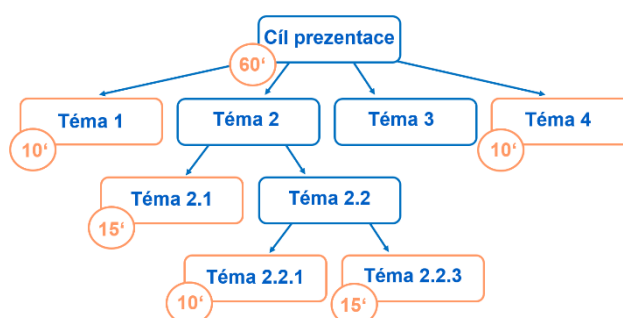 Cíl prezentace
60‘
Téma 1
Téma 2
Téma 3
Téma 4
10‘
10‘
Téma 2.1
Téma 2.2
15‘
Téma 2.2.1
Téma 2.2.3
10‘
15‘